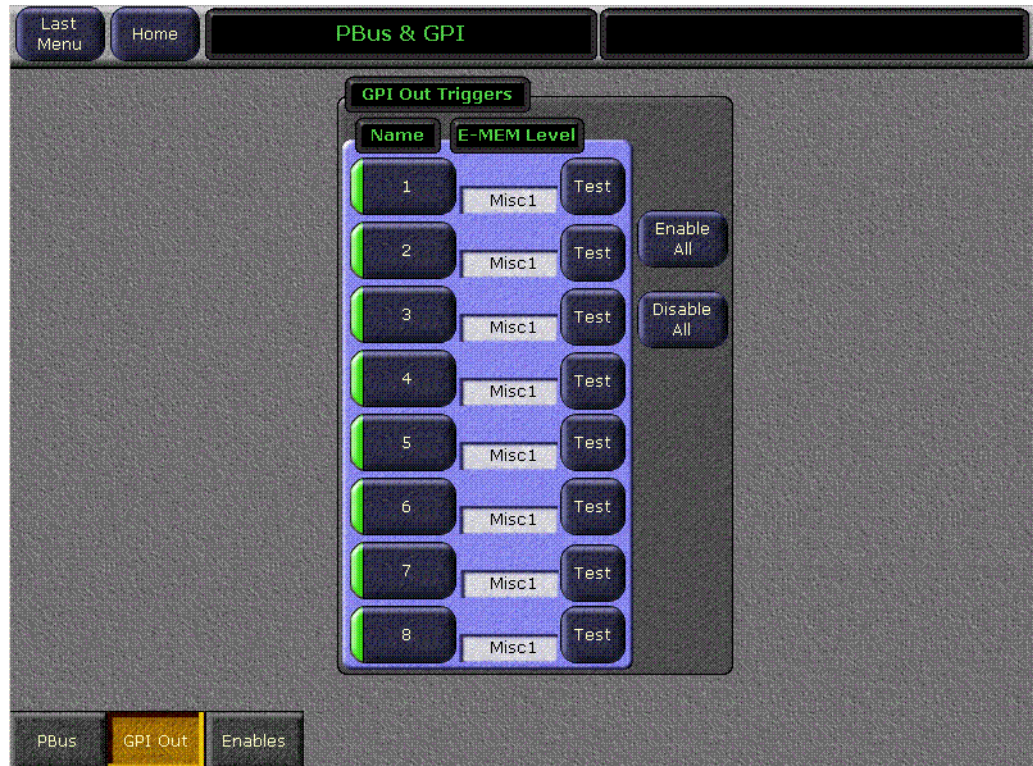 Last
Menu
Home
PBus & GPI
GPI Out Triggers
Name
E-MEM Level
1
Misc1
Test
2
Misc1
Test
3
Misc1
Test
4
Misc1
Test
5
Misc1
Test
6
Misc1
Test
7
Misc1
Test
8
Misc1
Test
Enable
All
Disable
All
PBus
GPI Out
Enables